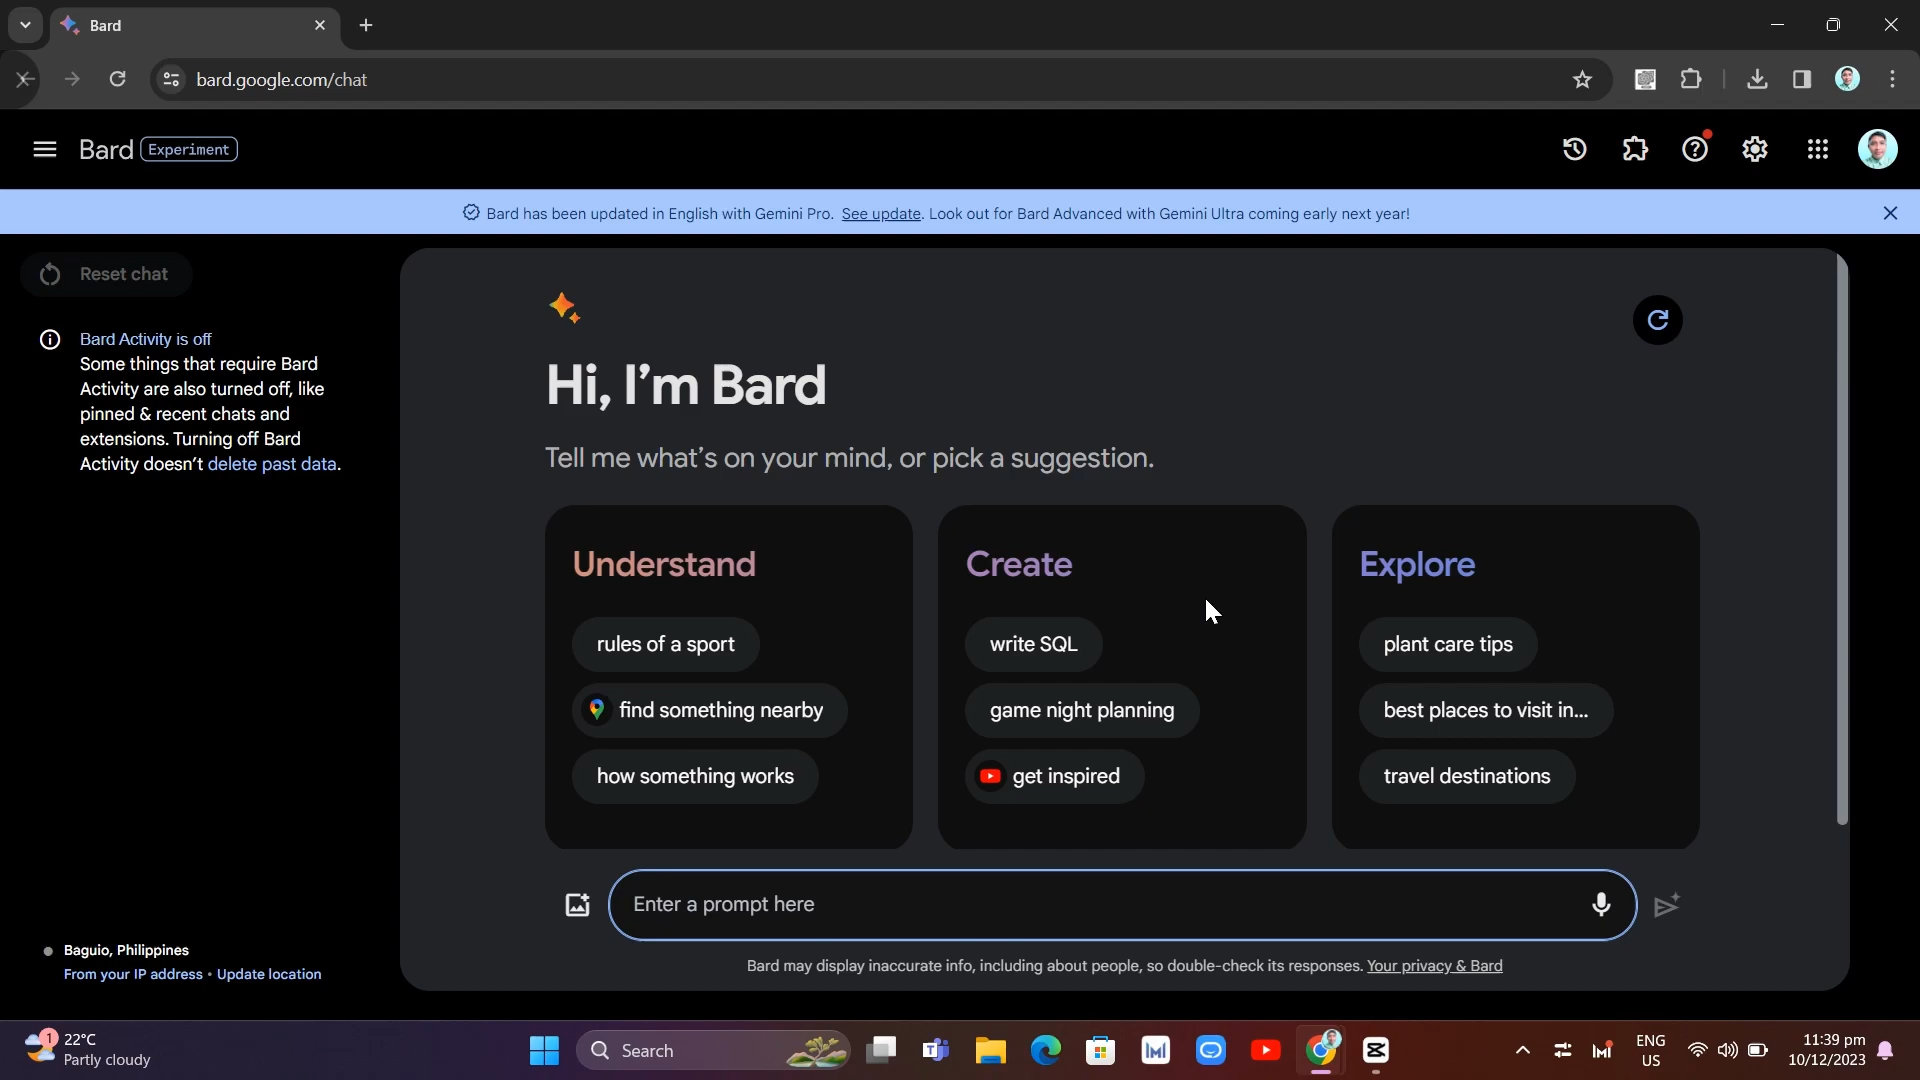 Bard
bard.google.com/chat
Bard Experiment
Bard has been updated in English with Gemini Pro. See update. Look out for Bard Advanced with Gemini Ultra coming early next year!
Reset chat
Bard Activity is off
Some things that require Bard
Activity are also turned off, like
pinned & recent chats and
extensions. Turning off Bard
Activity doesn't delete past data.
Hi, I'm Bard
Tell me what's on your mind, or pick a suggestion.
Understand
rules of a sport
find something nearby
how something works
Create
write SQL
game night planning
get inspired
Explore
plant care tips
best places to visit in...
travel destinations
Enter a prompt here
Bard may display inaccurate info, including about people, so double-check its responses. Your privacy & Bard
Baguio, Philippines
From your IP address • Update location
1
22°C
Partly cloudy
Search
ENG
US
11:39 pm
10/12/2023